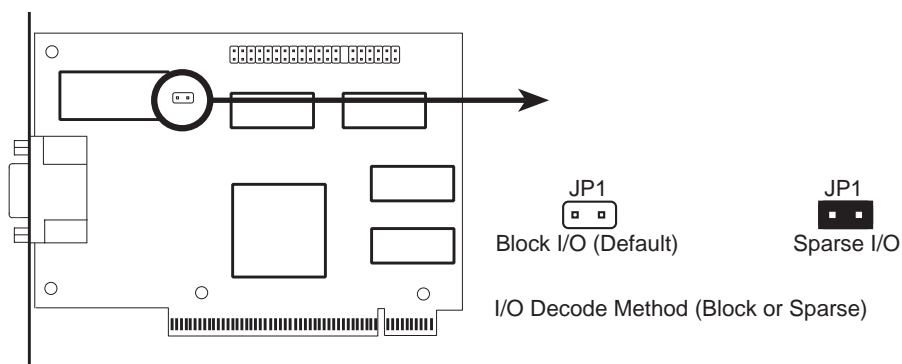 JP1
Block I/O (Default)
JP1
Sparse I/O
I/O Decode Method (Block or Sparse)